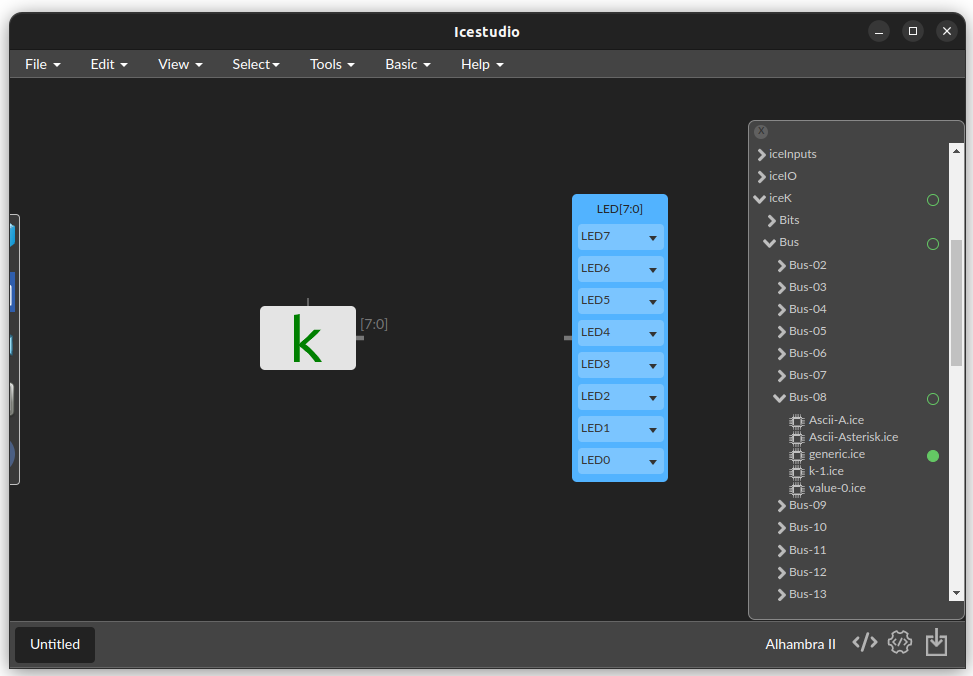 Icestudio
File Edit View Select Tools Basic Help
X
iceInputs
iceIO
iceK
Bits
Bus
Bus-02
Bus-03
Bus-04
Bus-05
Bus-06
Bus-07
Bus-08
Ascii-A.ice
Ascii-Asterisk.ice
generic.ice
k-1.ice
value-0.ice
Bus-09
Bus-10
Bus-11
Bus-12
Bus-13
k
[7:0]
LED[7:0]
LED7
LED6
LED5
LED4
LED3
LED2
LED1
LED0
Untitled
Alhambra II